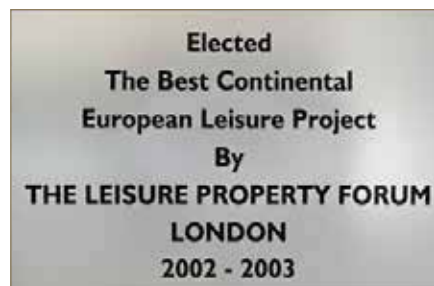 Elected
The Best Continental
European Leisure Project
By
THE LEISURE PROPERTY FORUM
LONDON
2002 - 2003